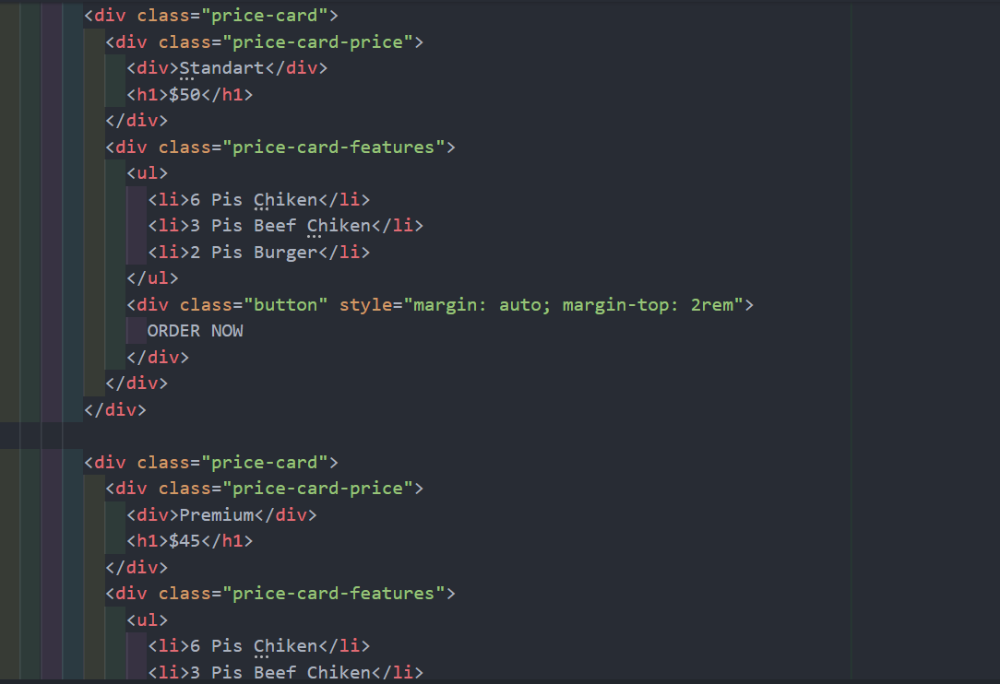 <div class="price-card">
<div class="price-card-price">
<div>Standart</div>
<h1>$50</h1>
</div>
<div class="price-card-features">
<ul>
<li>6 Pis Chiken</li>
<li>3 Pis Beef Chiken</li>
<li>2 Pis Burger</li>
</ul>
<div class="button" style="margin: auto; margin-top: 2rem">
ORDER NOW
</div>
</div>
</div>
<div class="price-card">
<div class="price-card-price">
<div>Premium</div>
<h1>$45</h1>
</div>
<div class="price-card-features">
<ul>
<li>6 Pis Chiken</li>
<li>3 Pis Beef Chiken</li>